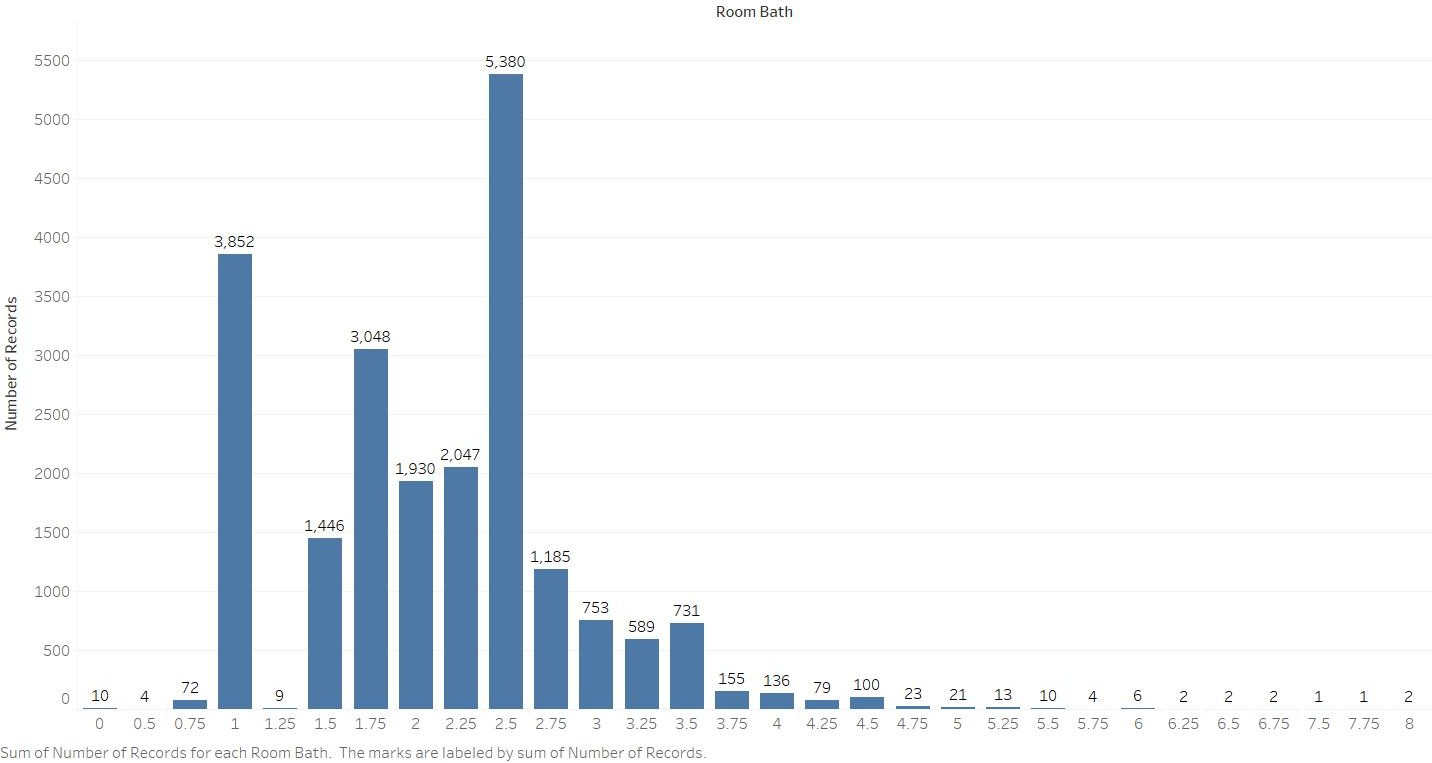 Room Bath
Number of Records
5500
5000
4500
4000
3500
3000
2500
2000
1500
1000
500
0
10 4 72 3,852 9 1,446 3,048 1,930 2,047 5,380 1,185 753 589 731 155 136 79 100 23 21 13 10 4 6 2 2 2 1 1 2
0 0.5 0.75 1 1.25 1.5 1.75 2 2.25 2.5 2.75 3 3.25 3.5 3.75 4 4.25 4.5 4.75 5 5.25 5.5 5.75 6 6.25 6.5 6.75 7.5 7.75 8
Sum of Number of Records for each Room Bath. The marks are labeled by sum of Number of Records.